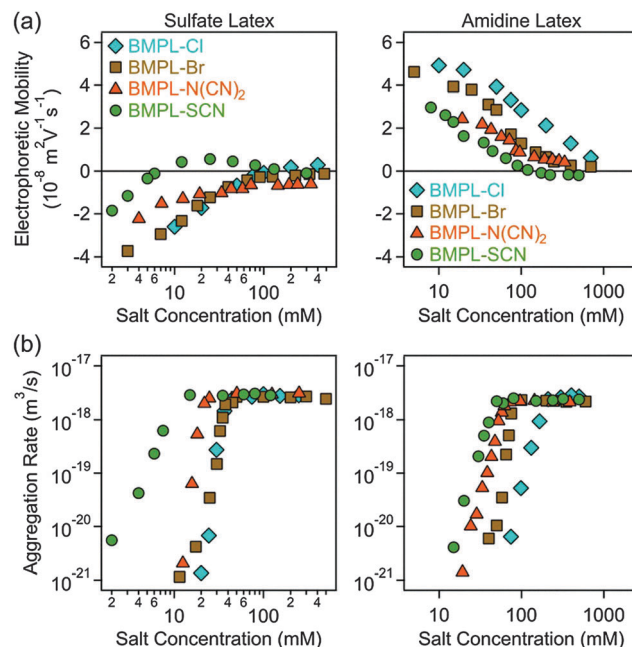 (a)
Sulfate Latex
Amidine Latex
Electrophoretic Mobility
(10⁻⁸ m²V⁻¹s⁻¹)
6
4
2
0
-2
-4
BMPL-Cl
BMPL-Br
BMPL-N(CN)₂
BMPL-SCN
2 4 6 2 4 6 2 4
10 100
Salt Concentration (mM)
6
4
2
0
-2
-4
BMPL-Cl
BMPL-Br
BMPL-N(CN)₂
BMPL-SCN
10 100 1000
Salt Concentration (mM)
(b)
Aggregation Rate (m³/s)
10⁻¹⁷
10⁻¹⁸
10⁻¹⁹
10⁻²⁰
10⁻²¹
2 4 6 2 4 6 2 4
10 100
Salt Concentration (mM)
10⁻¹⁷
10⁻¹⁸
10⁻¹⁹
10⁻²⁰
10⁻²¹
10 100 1000
Salt Concentration (mM)